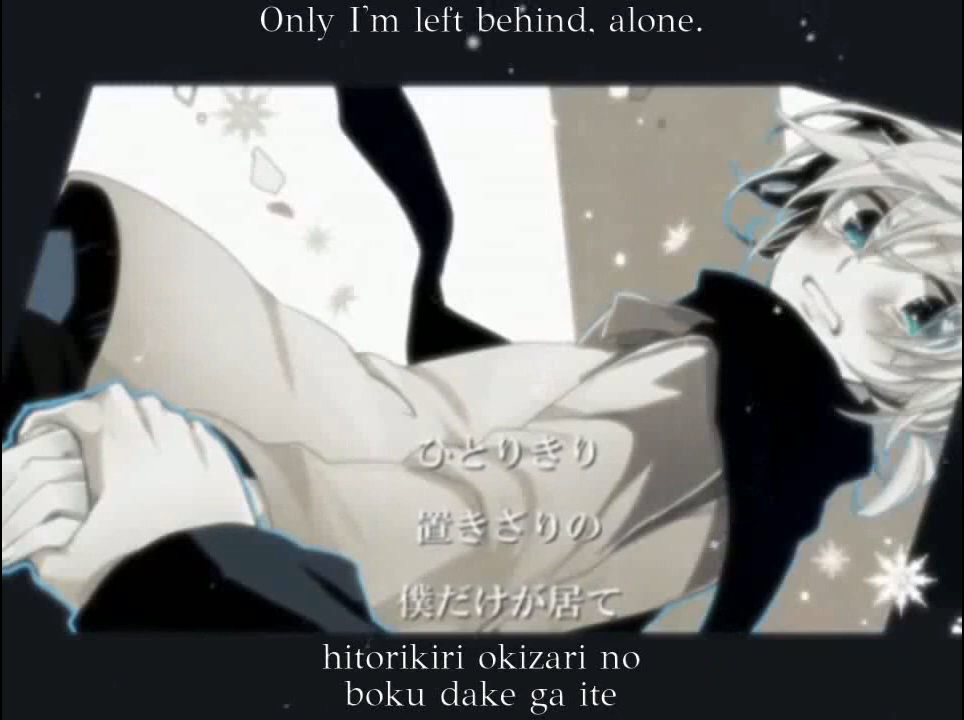 Only I'm left behind, alone.
ひとりきり
置きざりの
僕だけが居て
hitorikiri okizari no
boku dake ga ite